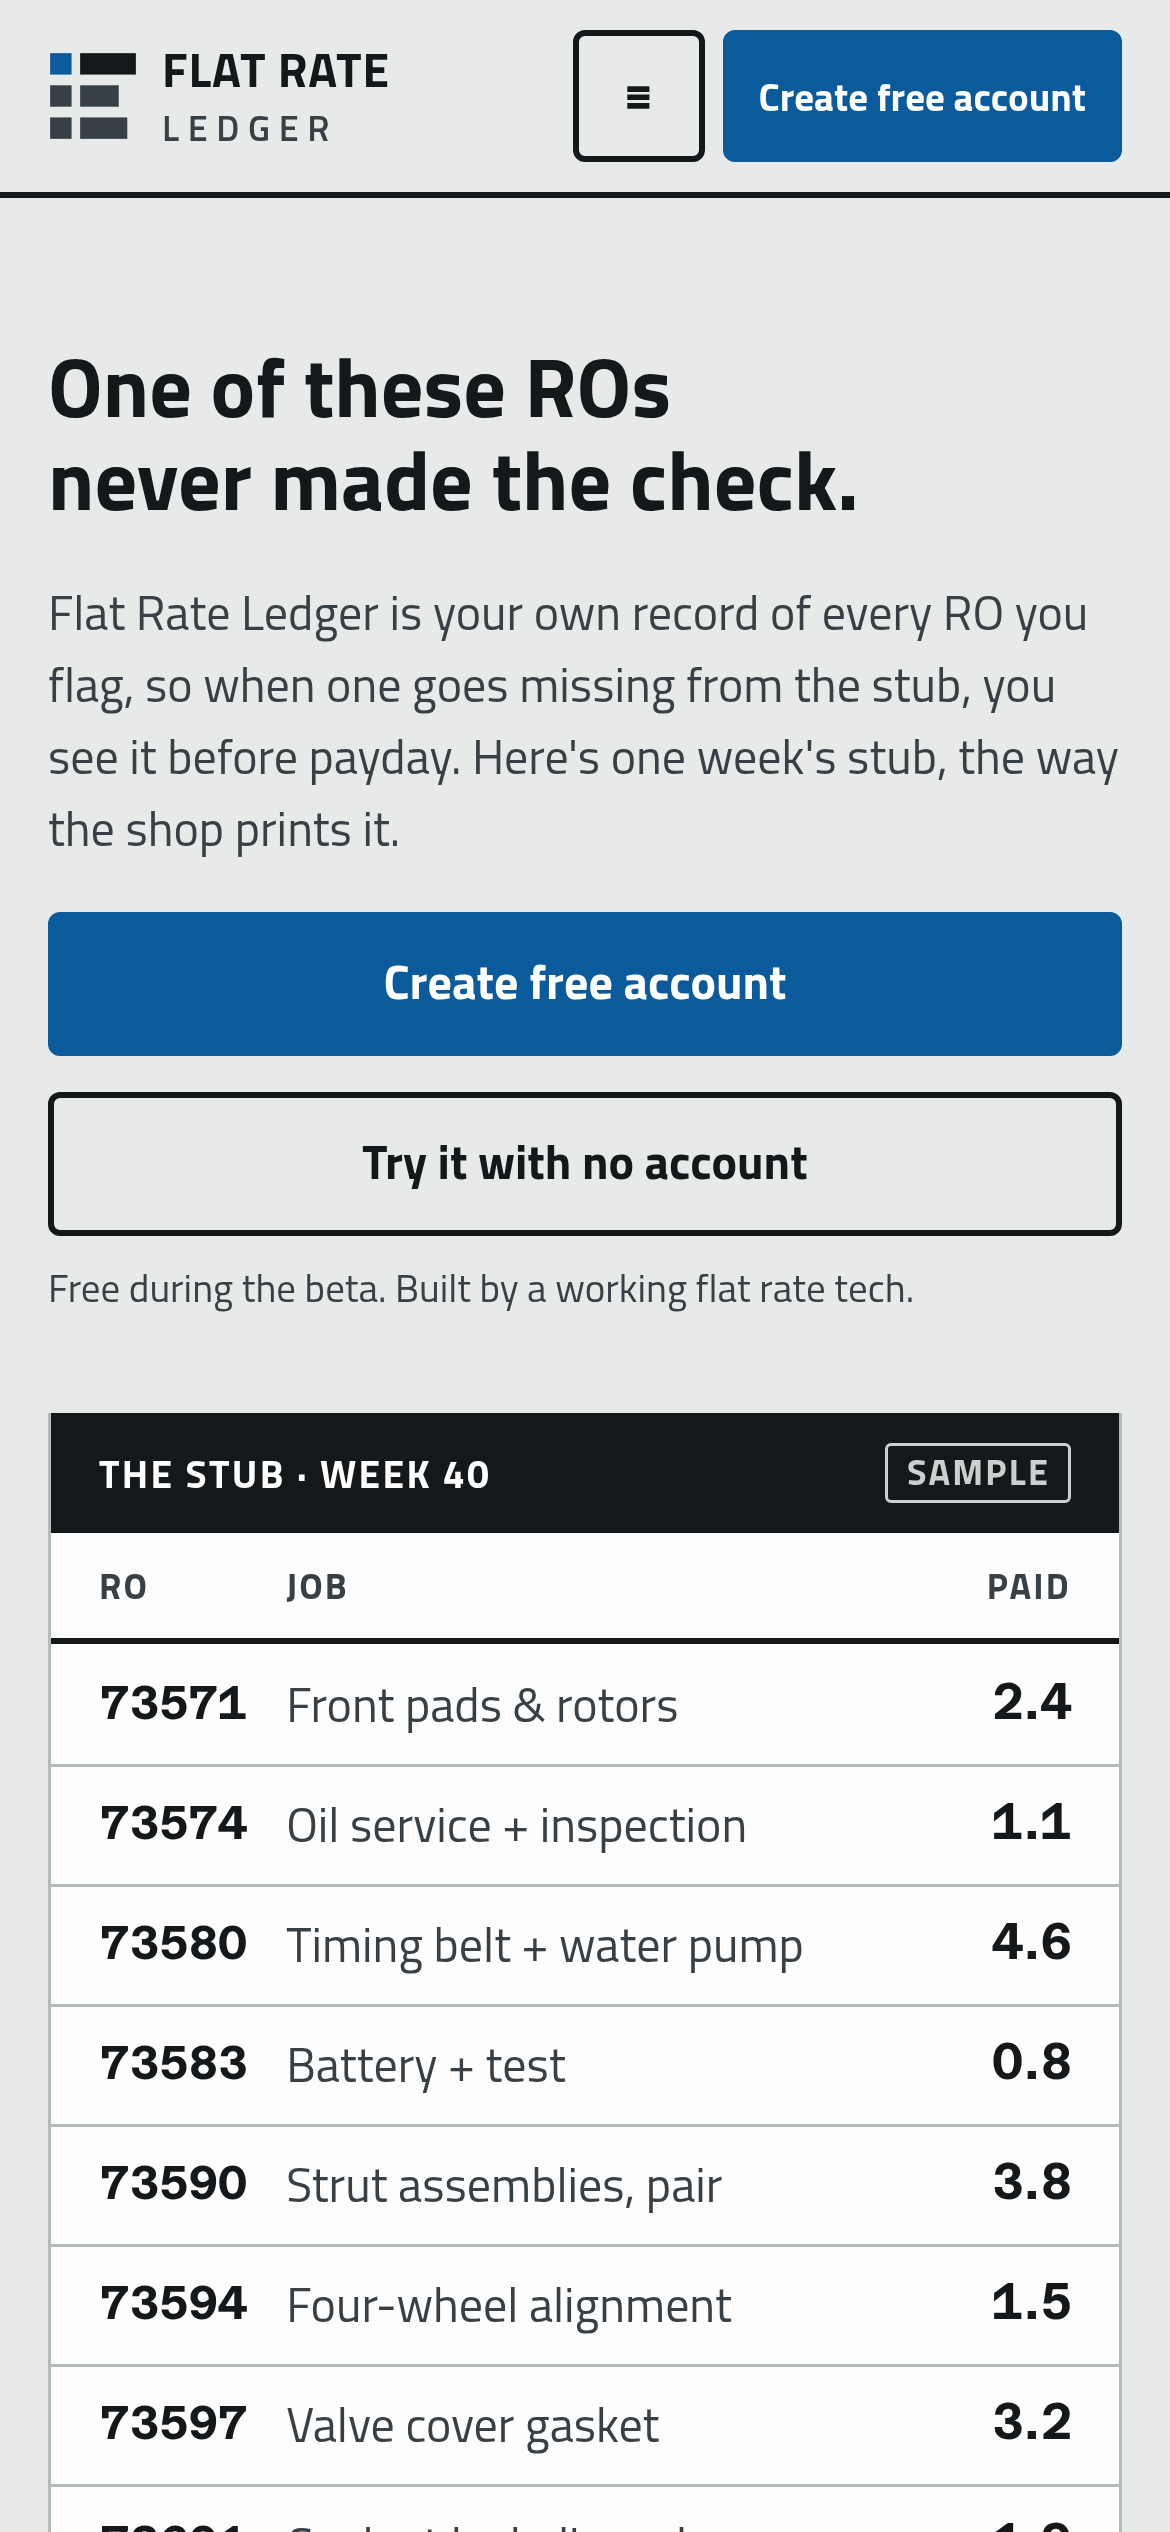 FLAT RATE
LEDGER
Create free account
One of these ROs
never made the check.
Flat Rate Ledger is your own record of every RO you
flag, so when one goes missing from the stub, you
see it before payday. Here's one week's stub, the way
the shop prints it.
Create free account
Try it with no account
Free during the beta. Built by a working flat rate tech.
THE STUB · WEEK 40 SAMPLE
RO JOB PAID
73571 Front pads & rotors 2.4
73574 Oil service + inspection 1.1
73580 Timing belt + water pump 4.6
73583 Battery + test 0.8
73590 Strut assemblies, pair 3.8
73594 Four-wheel alignment 1.5
73597 Valve cover gasket 3.2